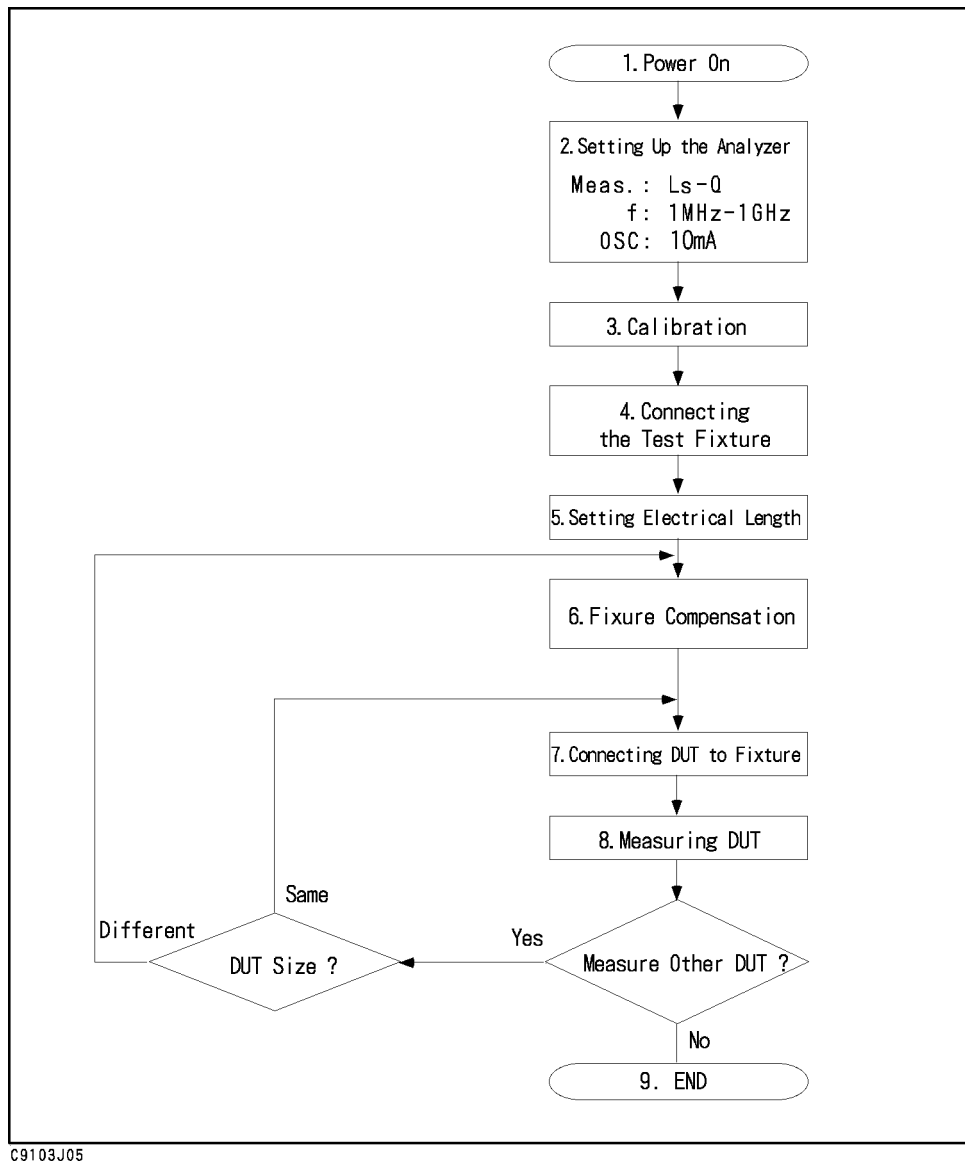 1.Power On
2.Setting Up the Analyzer
Meas.: Ls-Q
f: 1MHz-1GHz
OSC: 10mA
3.Calibration
4.Connecting
the Test Fixture
5.Setting Electrical Length
6.Fixure Compensation
7.Connecting DUT to Fixture
8.Measuring DUT
Same
Different
Yes
DUT Size ?
Measure Other DUT ?
No
9. END
C9103J05